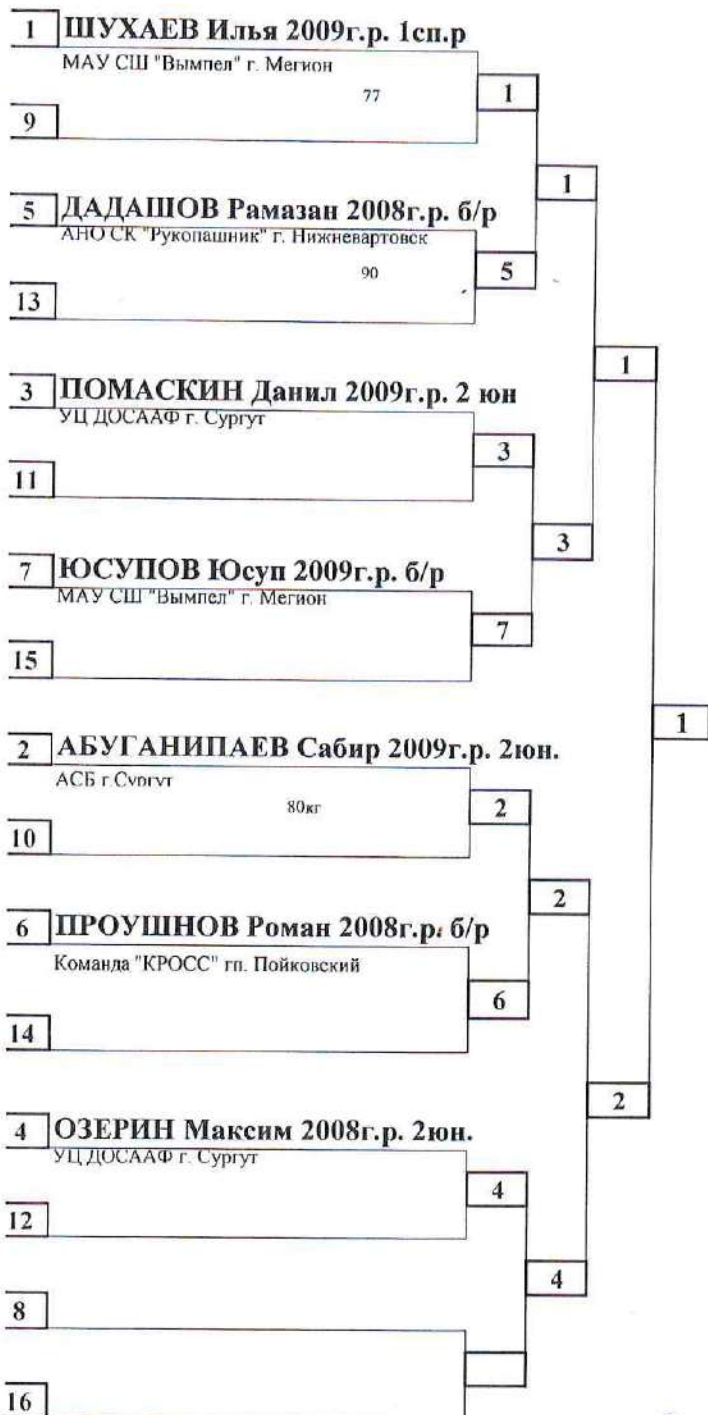 1 ШУХАЕВ Илья 2009г.р. 1сп.р
МАУ СШ "Вымпел" г. Мегион
77
1
9
1
5 ДАДАШОВ Рамазан 2008г.р. б/р
АНО СК "Рукопашник" г. Нижневартовск
90
5
13
1
3 ПОМАСКИН Данил 2009г.р. 2 юн
УЦ ДОСААФ г. Сургут
3
11
3
7 ЮСУПОВ Юсуп 2009г.р. б/р
МАУ СШ "Вымпел" г. Мегион
7
15
1
2 АБУГАНИПАЕВ Сабир 2009г.р. 2юн.
АСБ г.Сургут
80кг
2
10
2
6 ПРОУШНОВ Роман 2008г.р. б/р
Команда "КРОСС" гп. Пойковский
6
14
2
4 ОЗЕРИН Максим 2008г.р. 2юн.
УЦ ДОСААФ г. Сургут
4
12
4
8
16